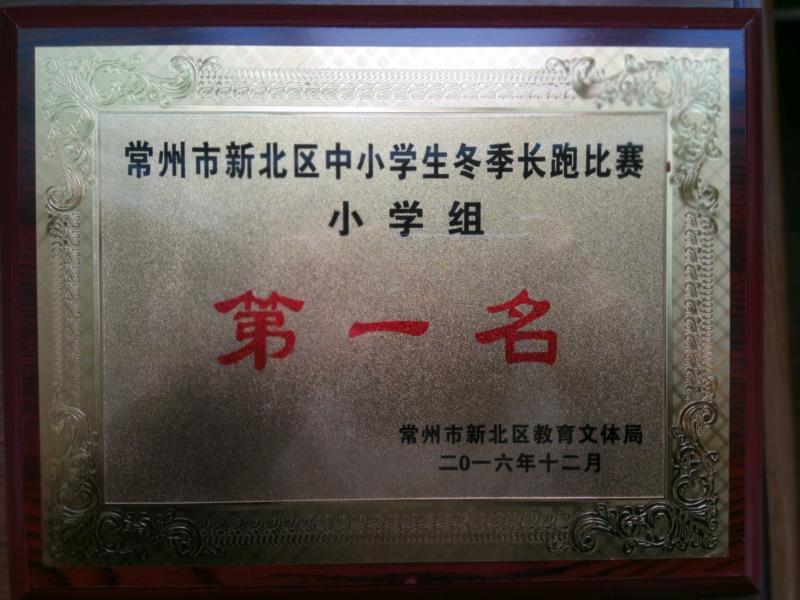 常州市新北区中小学生冬季长跑比赛
小学组
第一名
常州市新北区教育文体局
二0一六年十二月